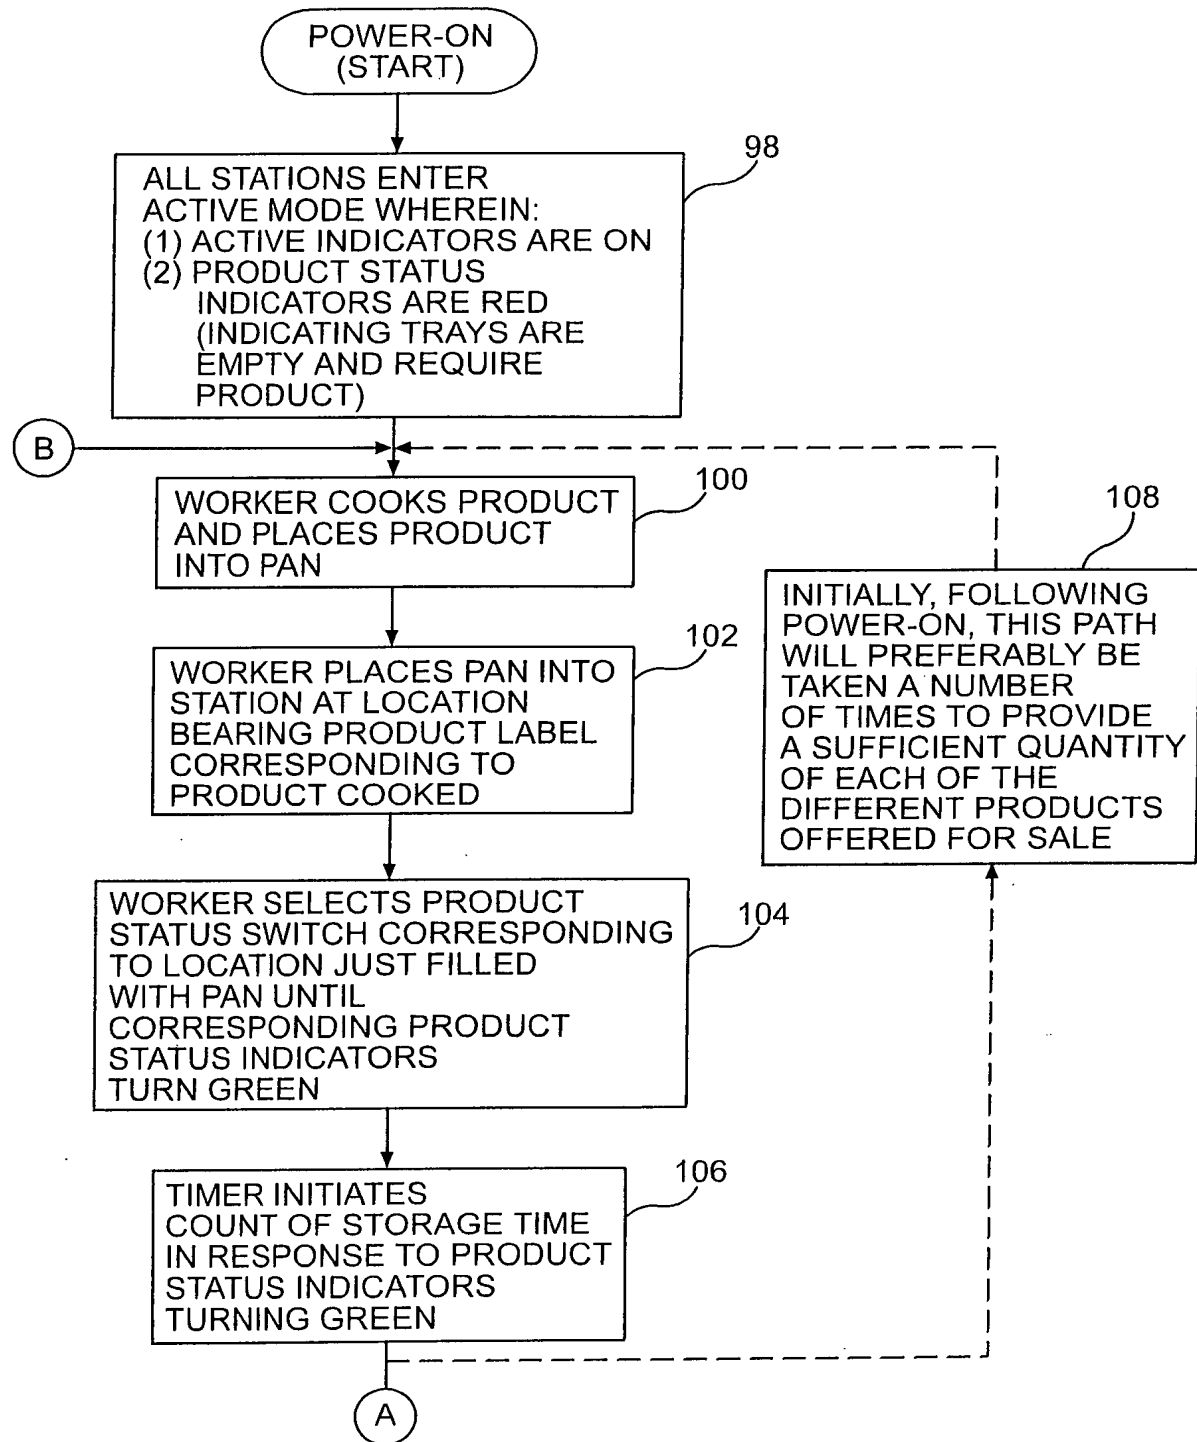 POWER-ON
(START)
98
ALL STATIONS ENTER
ACTIVE MODE WHEREIN:
(1) ACTIVE INDICATORS ARE ON
(2) PRODUCT STATUS
INDICATORS ARE RED
(INDICATING TRAYS ARE
EMPTY AND REQUIRE
PRODUCT)
B
100
WORKER COOKS PRODUCT
AND PLACES PRODUCT
INTO PAN
108
INITIALLY, FOLLOWING
POWER-ON, THIS PATH
WILL PREFERABLY BE
TAKEN A NUMBER
OF TIMES TO PROVIDE
A SUFFICIENT QUANTITY
OF EACH OF THE
DIFFERENT PRODUCTS
OFFERED FOR SALE
102
WORKER PLACES PAN INTO
STATION AT LOCATION
BEARING PRODUCT LABEL
CORRESPONDING TO
PRODUCT COOKED
104
WORKER SELECTS PRODUCT
STATUS SWITCH CORRESPONDING
TO LOCATION JUST FILLED
WITH PAN UNTIL
CORRESPONDING PRODUCT
STATUS INDICATORS
TURN GREEN
106
TIMER INITIATES
COUNT OF STORAGE TIME
IN RESPONSE TO PRODUCT
STATUS INDICATORS
TURNING GREEN
A